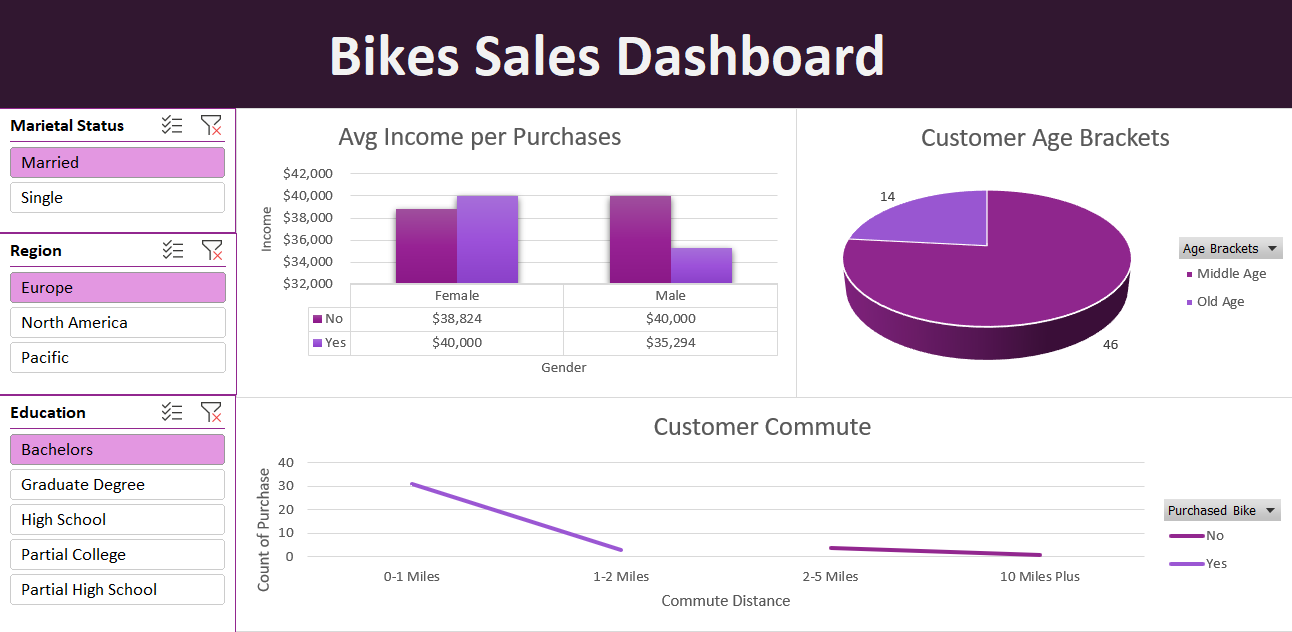 Bikes Sales Dashboard
Marietal Status
Married
Single
Region
Europe
North America
Pacific
Education
Bachelors
Graduate Degree
High School
Partial College
Partial High School
Avg Income per Purchases
Income
$42,000
$40,000
$38,000
$36,000
$34,000
$32,000
Female Male
No $38,824 $40,000
Yes $40,000 $35,294
Gender
Customer Age Brackets
14
46
Age Brackets
Middle Age
Old Age
Customer Commute
Count of Purchase
40
30
20
10
0
0-1 Miles 1-2 Miles 2-5 Miles 10 Miles Plus
Commute Distance
Purchased Bike
No
Yes